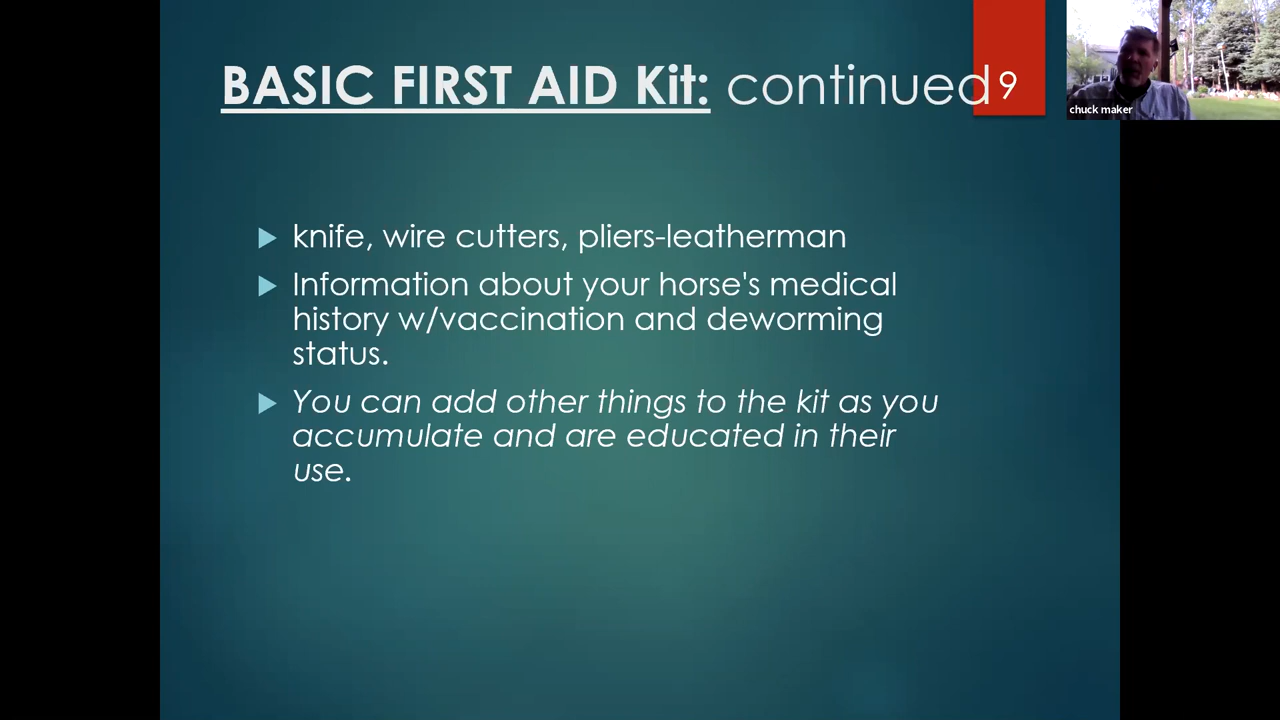 BASIC FIRST AID Kit: continued
9
chuck maker
knife, wire cutters, pliers-leatherman
Information about your horse's medical
history w/vaccination and deworming
status.
You can add other things to the kit as you
accumulate and are educated in their
use.